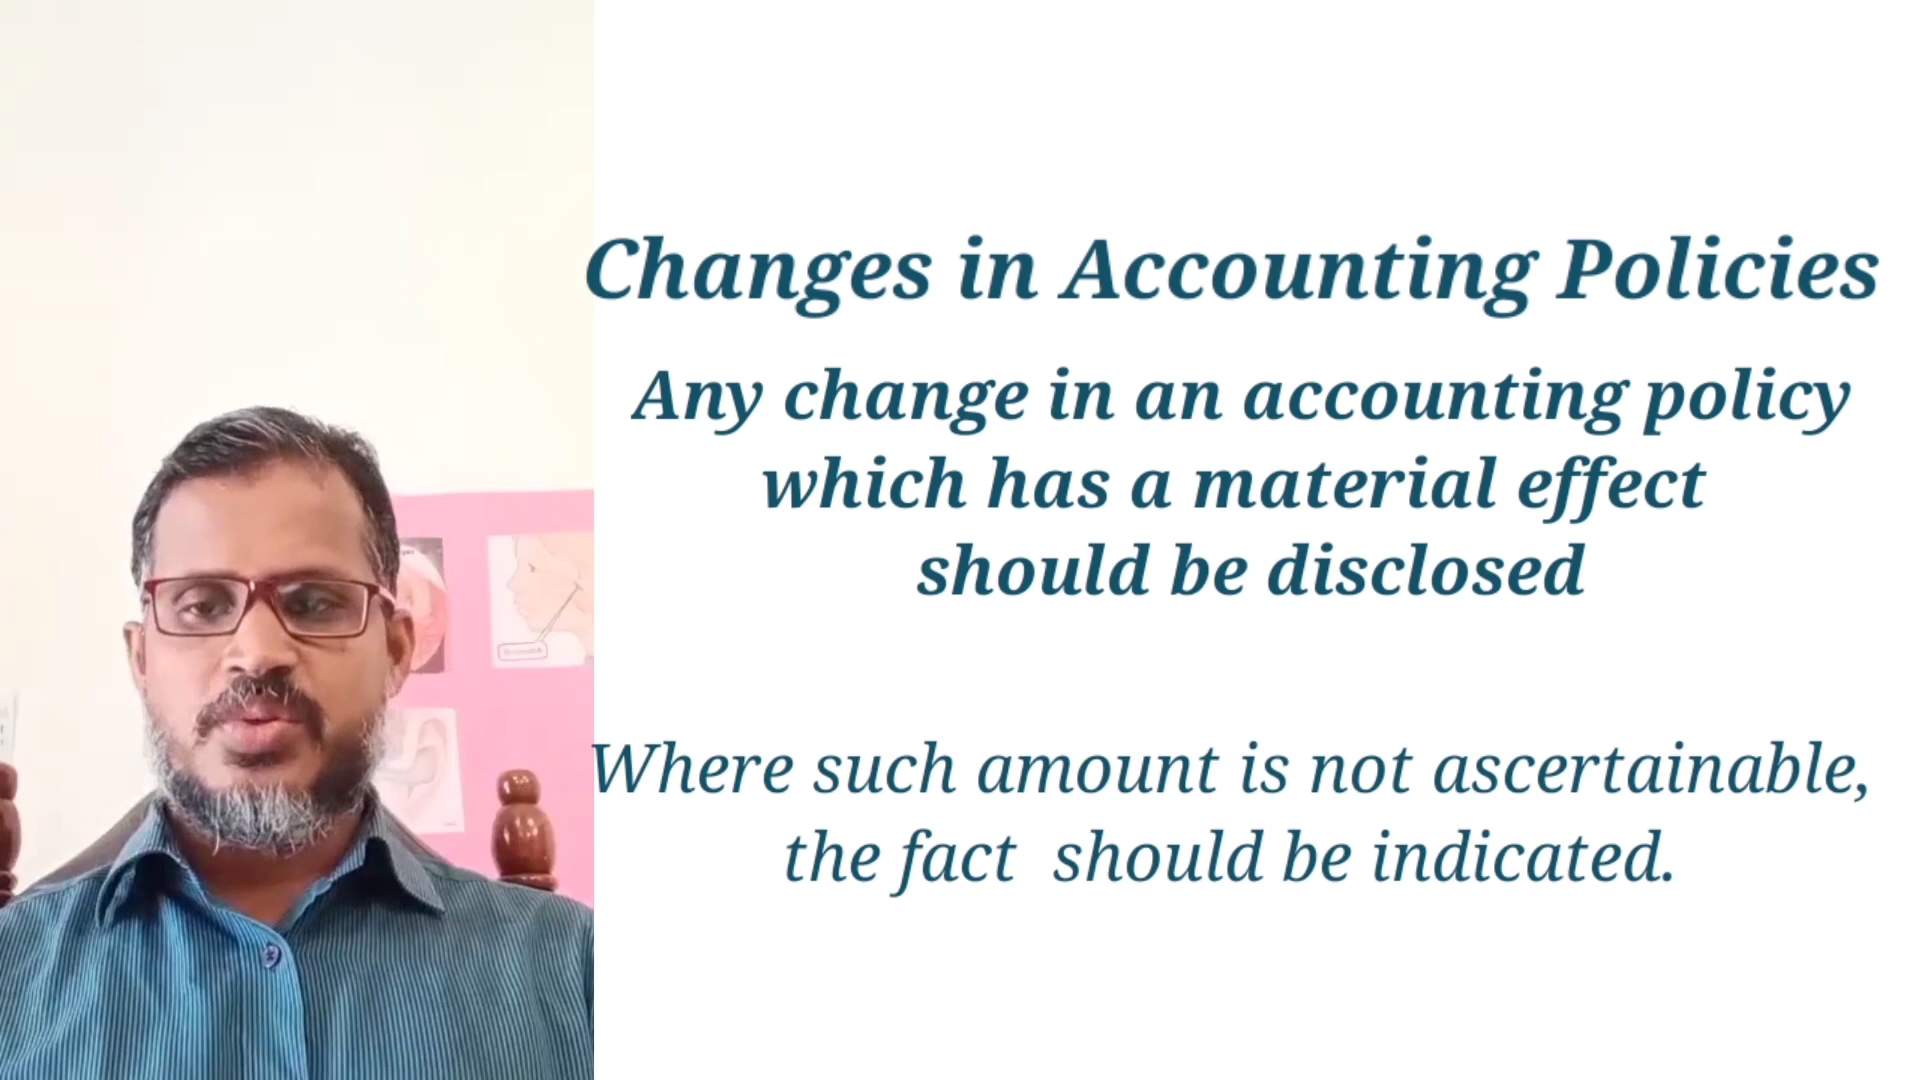 Changes in Accounting Policies
Any change in an accounting policy
which has a material effect
should be disclosed
Where such amount is not ascertainable,
the fact  should be indicated.